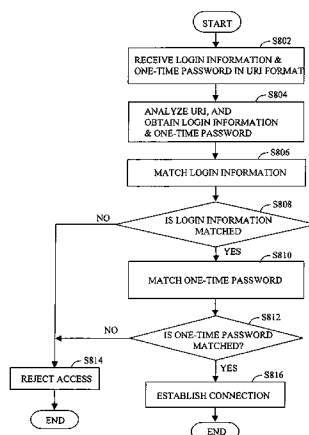 START
S802
RECEIVE LOGIN INFORMATION &
ONE-TIME PASSWORD IN URI FORMAT
S804
ANALYZE URI, AND
OBTAIN LOGIN INFORMATION
& ONE-TIME PASSWORD
S806
MATCH LOGIN INFORMATION
S808
NO
IS LOGIN INFORMATION
MATCHED
YES
S810
MATCH ONE-TIME PASSWORD
S812
NO
IS ONE-TIME PASSWORD
MATCHED?
S814
YES
S816
REJECT ACCESS
ESTABLISH CONNECTION
END
END